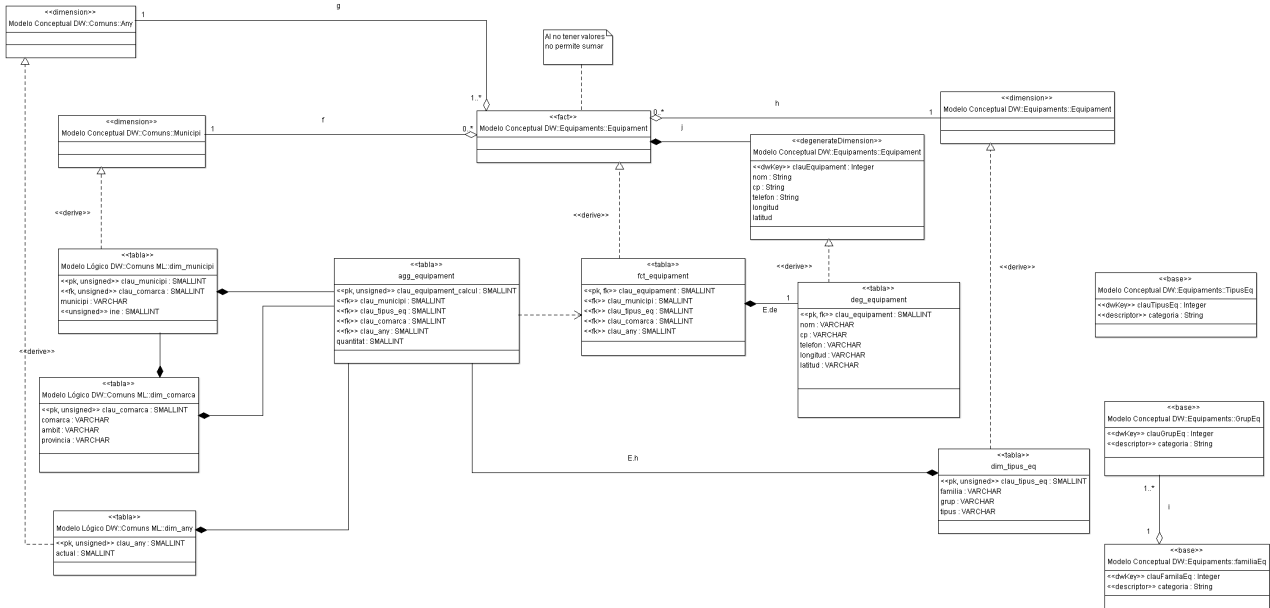 <<dimension>>
Modelo Conceptual DW::Comuns::Any
1
g
Al no tener valores
no permite sumar
1..*
<<dimension>>
Modelo Conceptual DW::Comuns::Municipi
1
f
0..*
<<fact>>
Modelo Conceptual DW::Equipaments::Equipament
0..*
h
1
j
<<dimension>>
Modelo Conceptual DW::Equipaments::Equipament
<<degenerateDimension>>
Modelo Conceptual DW::Equipments::Equipament
<<dwKey>> clauEquipament : Integer
nom : String
cp : String
telefon : String
longitud
latitud
<<derive>>
<<derive>>
<<derive>>
<<derive>>
<<derive>>
<<tabla>>
Modelo Lógico DW::Comuns ML::dim_municipi
<<pk, unsigned>> clau_municipi : SMALLINT
<<fk, unsigned>> clau_comarca : SMALLINT
municipi : VARCHAR
<<unsigned>> ine : SMALLINT
<<tabla>>
agg_equipament
<<pk, unsigned>> clau_equipament_calcul : SMALLINT
<<fk>> clau_municipi : SMALLINT
<<fk>> clau_tipus_eq : SMALLINT
<<fk>> clau_comarca : SMALLINT
<<fk>> clau_any : SMALLINT
quantitat : SMALLINT
<<tabla>>
fct_equipament
<<pk, fk>> clau_equipament : SMALLINT
<<fk>> clau_municipi : SMALLINT
<<fk>> clau_tipus_eq : SMALLINT
<<fk>> clau_comarca : SMALLINT
<<fk>> clau_any : SMALLINT
1
E.de
<<tabla>>
deg_equipament
<<pk, fk>> clau_equipament : SMALLINT
nom : VARCHAR
cp : VARCHAR
telefon : VARCHAR
longitud : VARCHAR
latitud : VARCHAR
<<base>>
Modelo Conceptual DW::Equipaments::TipusEq
<<dwKey>> clauTipusEq : Integer
<<descriptor>> categoria : String
<<tabla>>
Modelo Lógico DW::Comuns ML::dim_comarca
<<pk, unsigned>> clau_comarca : SMALLINT
comarca : VARCHAR
ambit : VARCHAR
provincia : VARCHAR
<<base>>
Modelo Conceptual DW::Equipaments::GrupEq
<<dwKey>> clauGrupEq : Integer
<<descriptor>> categoria : String
E.h
<<tabla>>
dim_tipus_eq
<<pk, unsigned>> clau_tipus_eq : SMALLINT
familia : VARCHAR
grup : VARCHAR
tipus : VARCHAR
1..*
i
1
<<tabla>>
Modelo Lógico DW::Comuns ML::dim_any
<<pk, unsigned>> clau_any : SMALLINT
actual : SMALLINT
<<base>>
Modelo Conceptual DW::Equipaments::familiaEq
<<dwKey>> clauFamiliaEq : Integer
<<descriptor>> categoria : String